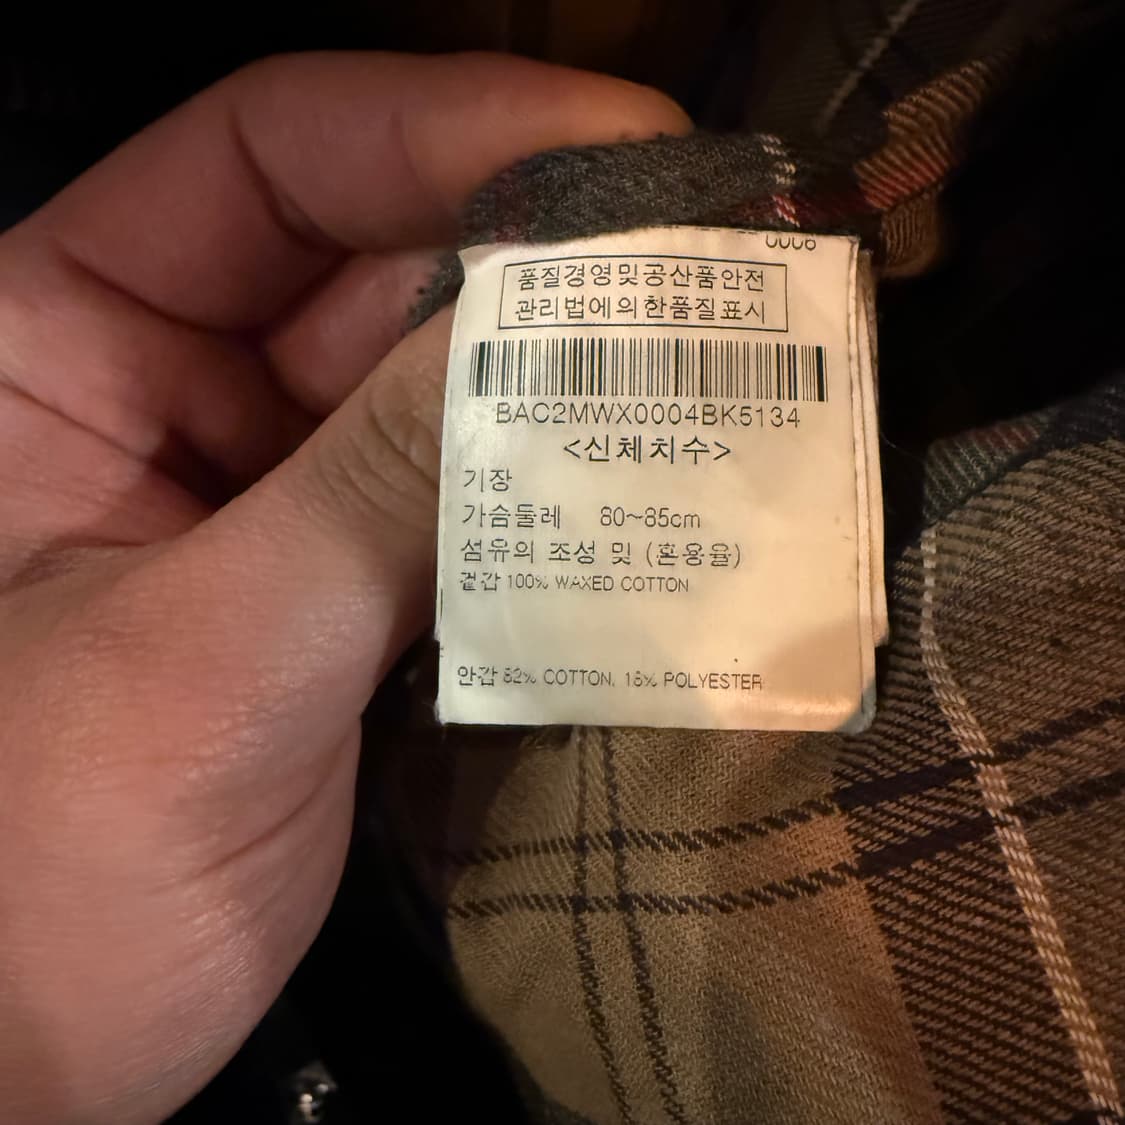 0006
품질경영및공산품안전
관리법에의한품질표시
BAC2MWX0004BK5134
<신체치수>
기장
가슴둘레 80~85cm
섬유의 조성 및 (혼용율)
겉감 100% WAXED COTTON
안감 82% COTTON, 18% POLYESTER